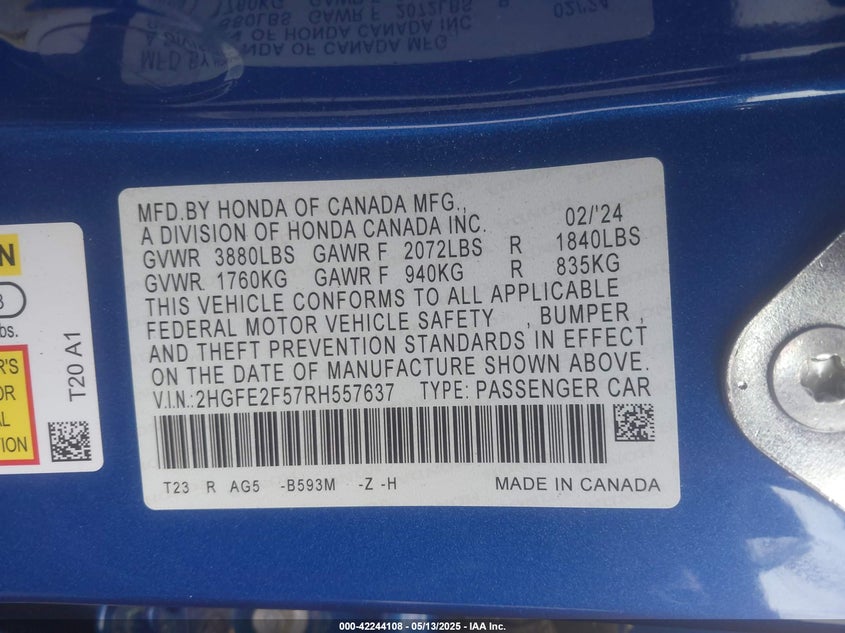 MFD.BY HONDA OF CANADA MFG.,
A DIVISION OF HONDA CANADA INC. 02/'24
GVWR 3880LBS GAWR F 2072LBS R 1840LBS
GVWR 1760KG GAWR F 940KG R 835KG
THIS VEHICLE CONFORMS TO ALL APPLICABLE
FEDERAL MOTOR VEHICLE SAFETY , BUMPER ,
AND THEFT PREVENTION STANDARDS IN EFFECT
ON THE DATE OF MANUFACTURE SHOWN ABOVE.
V.I.N.:2HGFE2F57RH557637 TYPE: PASSENGER CAR
T23 R AG5 -B593M -Z -H MADE IN CANADA
T20 A1
000-42244108 - 05/13/2025 - IAA Inc.